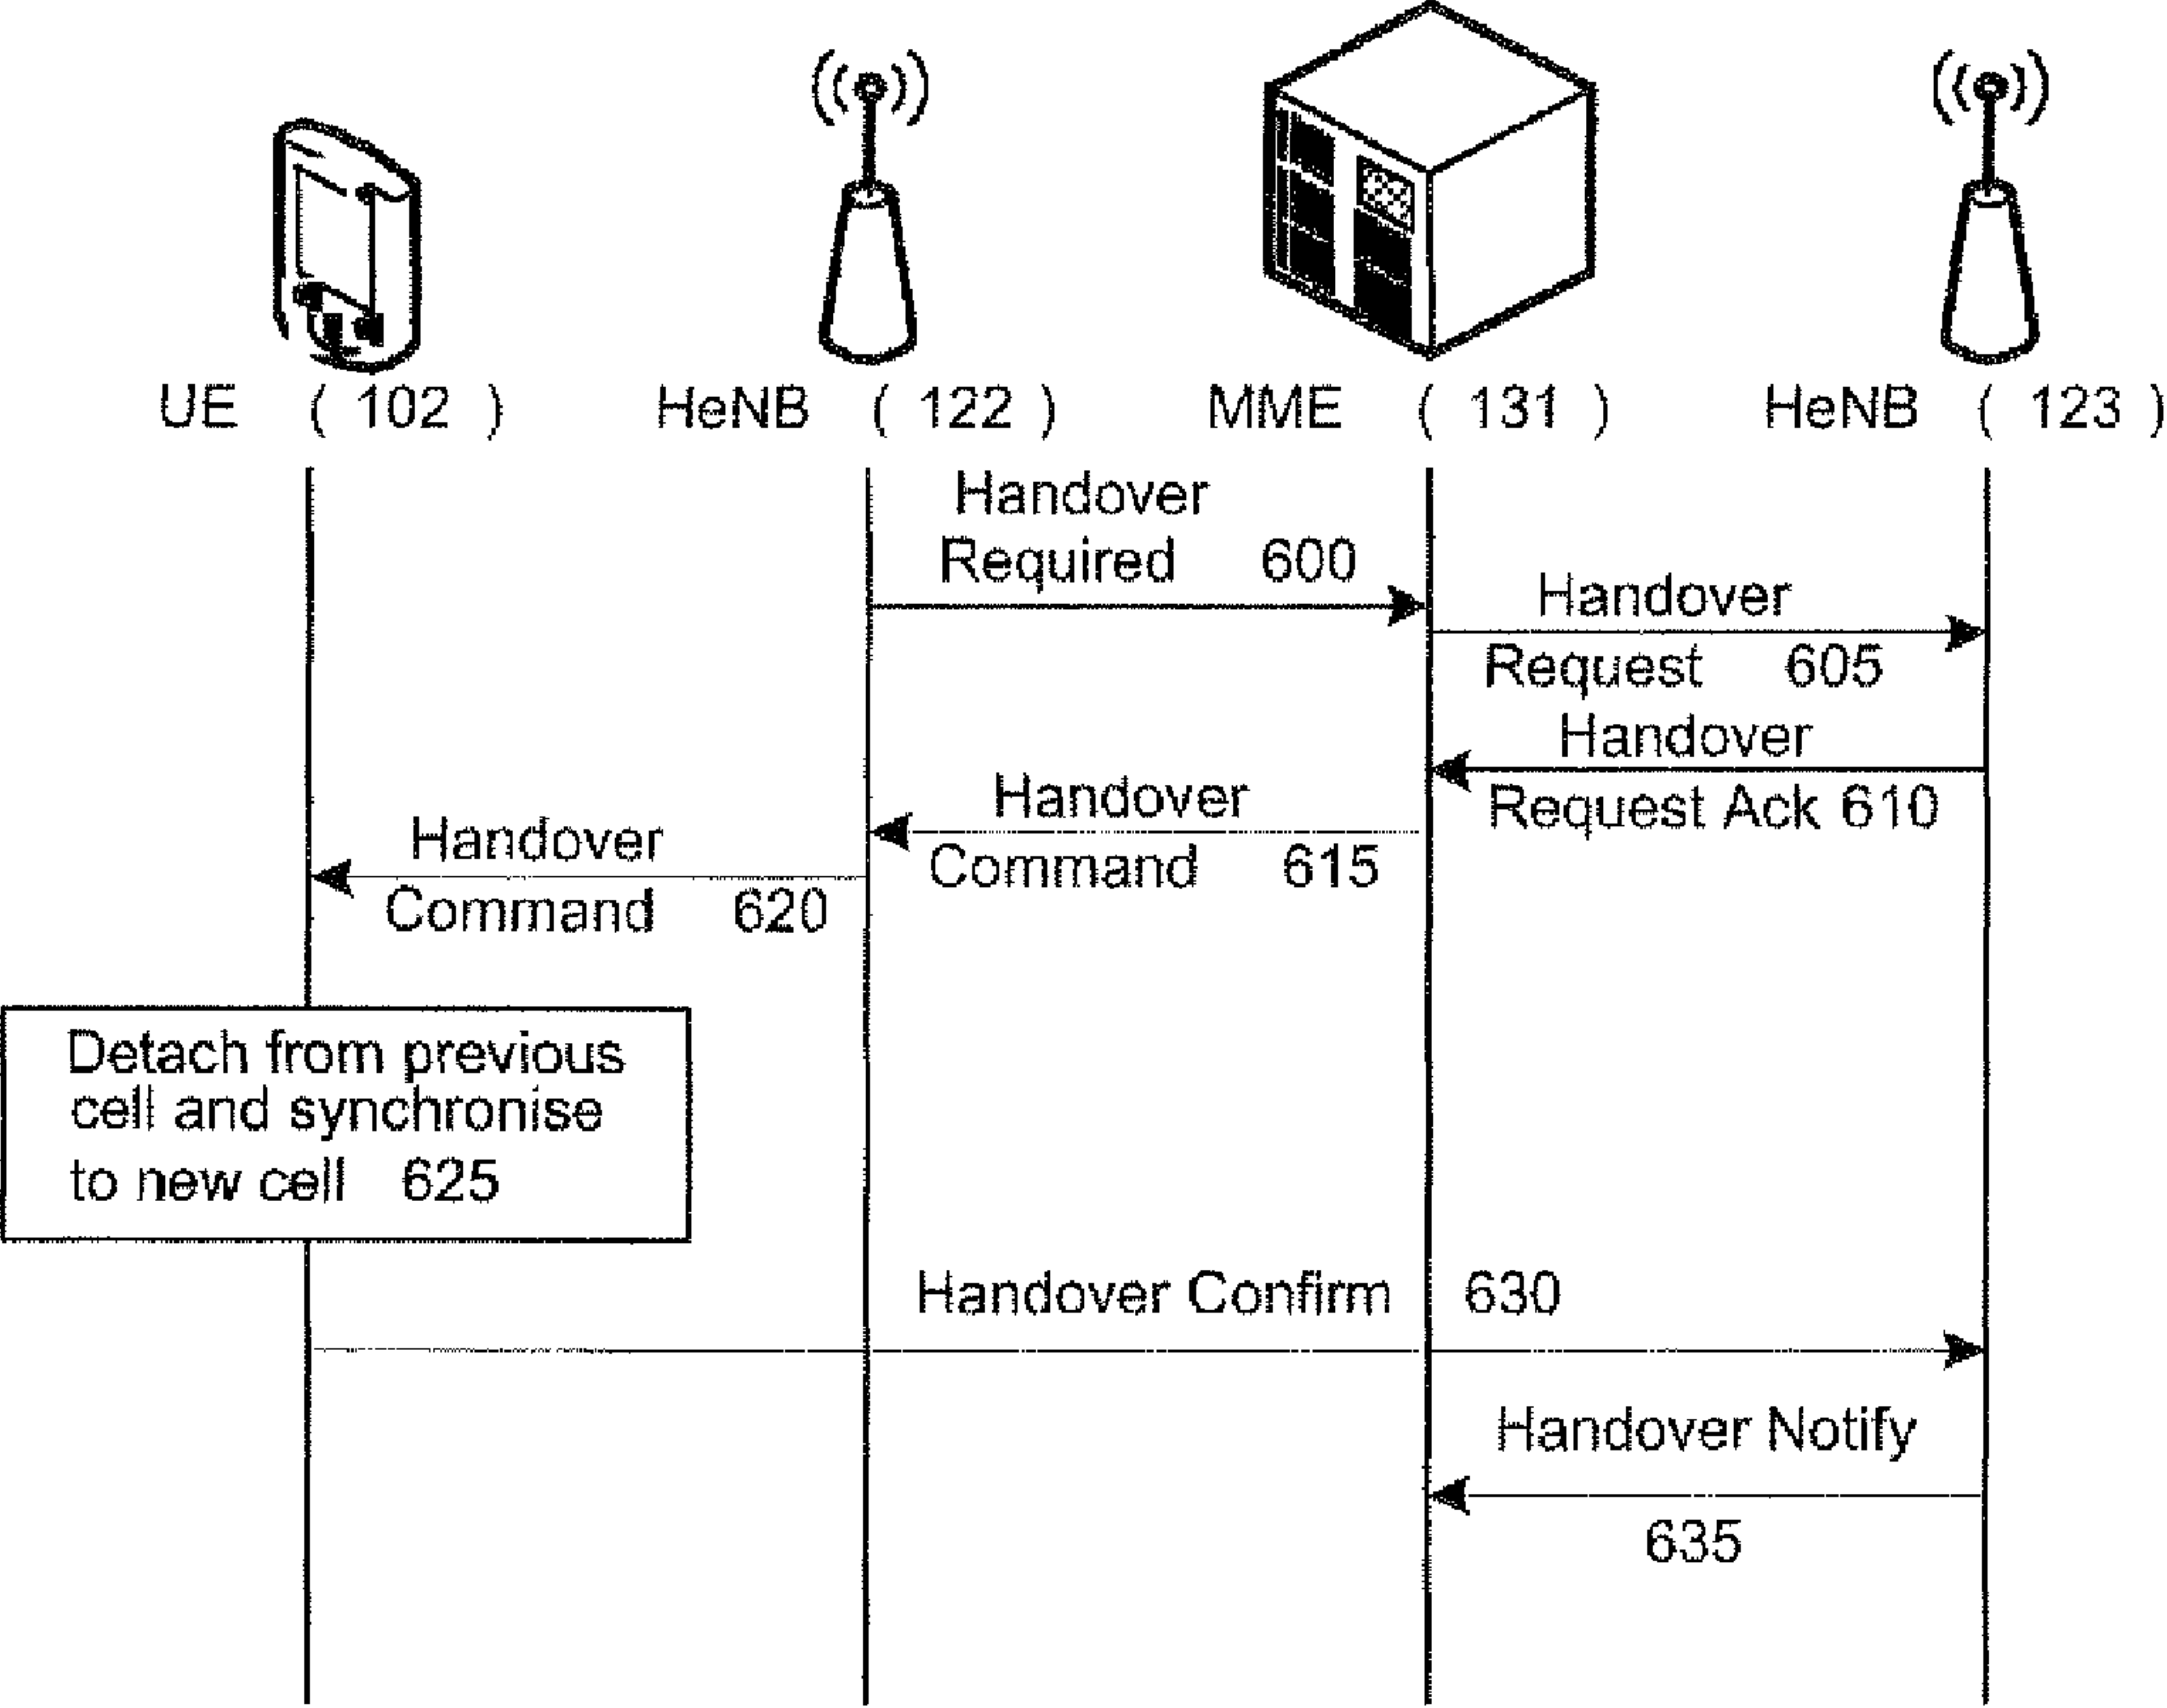 UE ( 102 ) HeNB ( 122 ) MME ( 131 ) HeNB ( 123 )
Handover
Required 600
Handover
Request 605
Handover
Request Ack 610
Handover
Command 615
Handover
Command 620
Detach from previous
cell and synchronise
to new cell 625
Handover Confirm 630
Handover Notify
635